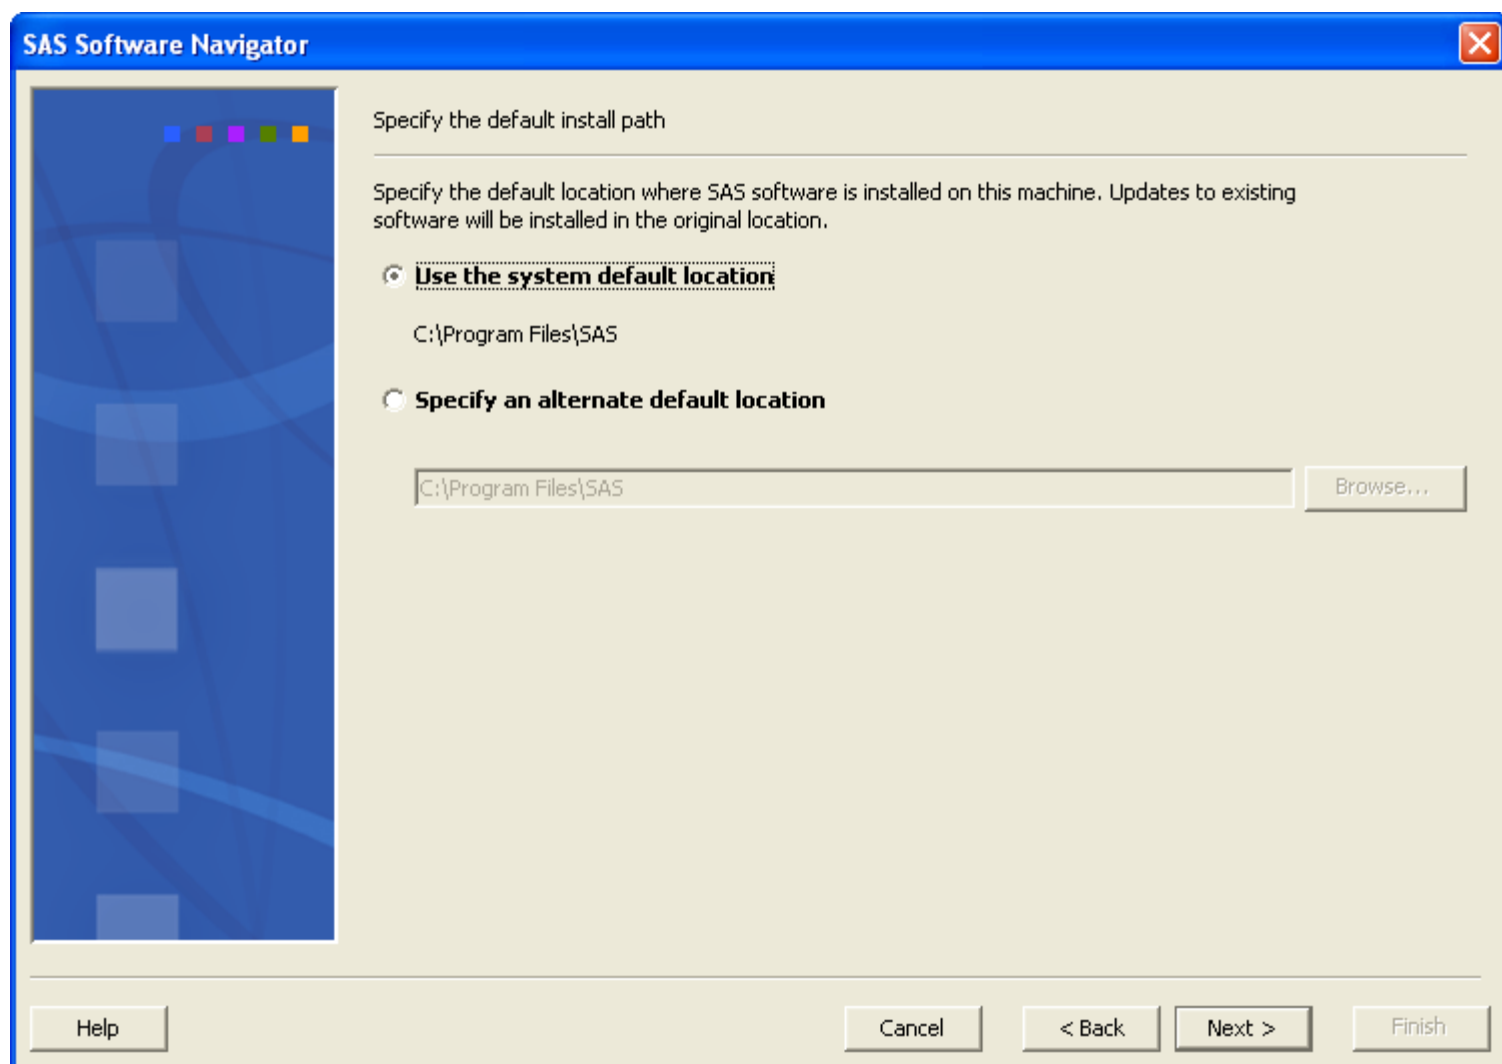 SAS Software Navigator
Specify the default install path
Specify the default location where SAS software is installed on this machine. Updates to existing
software will be installed in the original location.
Use the system default location
C:\Program Files\SAS
Specify an alternate default location
C:\Program Files\SAS
Browse...
Help
Cancel
< Back
Next >
Finish